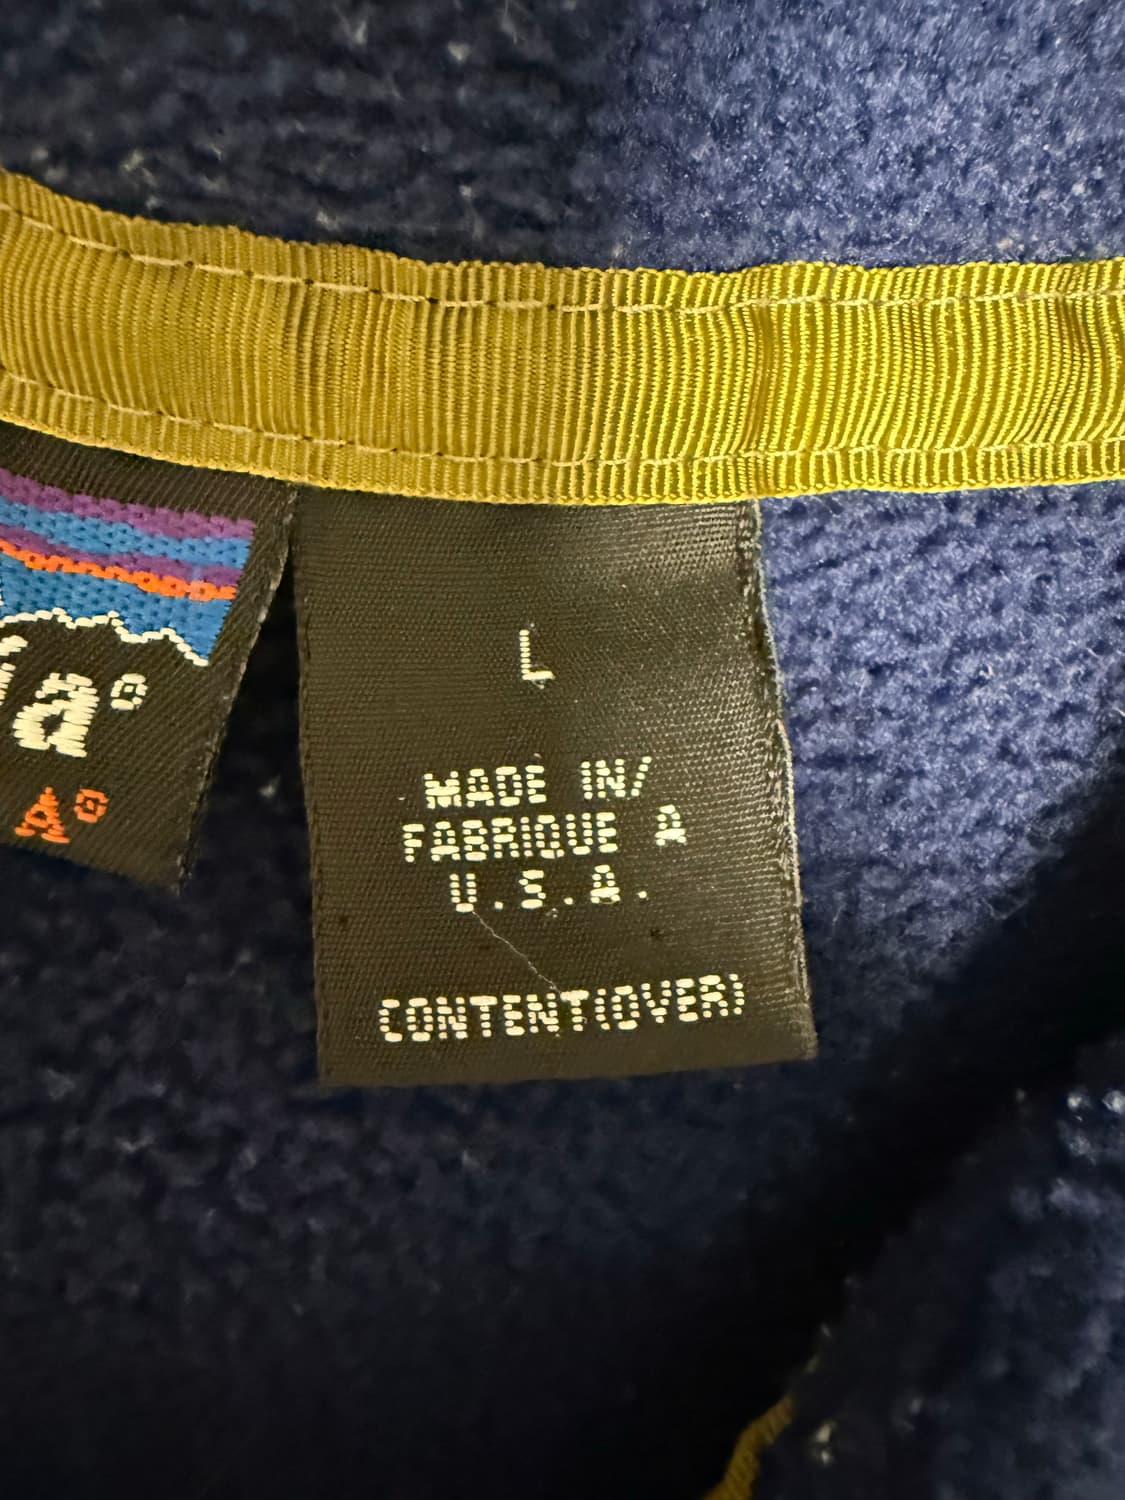 a®
A®
L
MADE IN/
FABRIQUE A
U.S.A.
CONTENT(OVER)